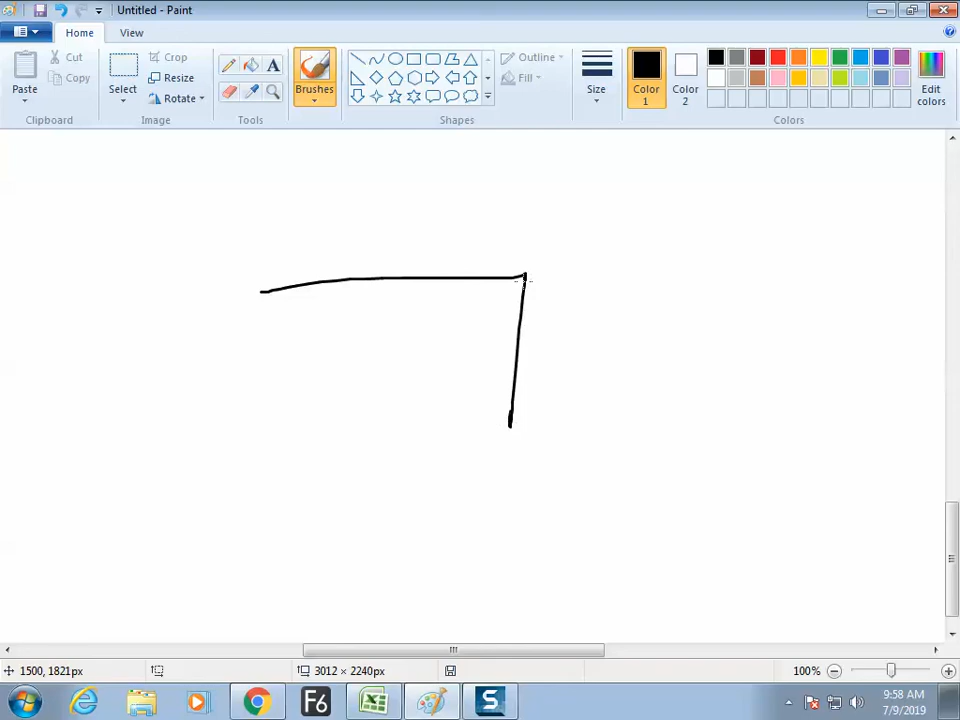 Untitled - Paint
Home View
Paste
Cut
Copy
Clipboard
Select
Crop
Resize
Rotate
Image
A
Tools
Brushes
Outline
Fill
Shapes
Size
Color 1
Color 2
Edit colors
Colors
1500, 1821px
3012 × 2240px
100%
F6
S
9:58 AM
7/9/2019